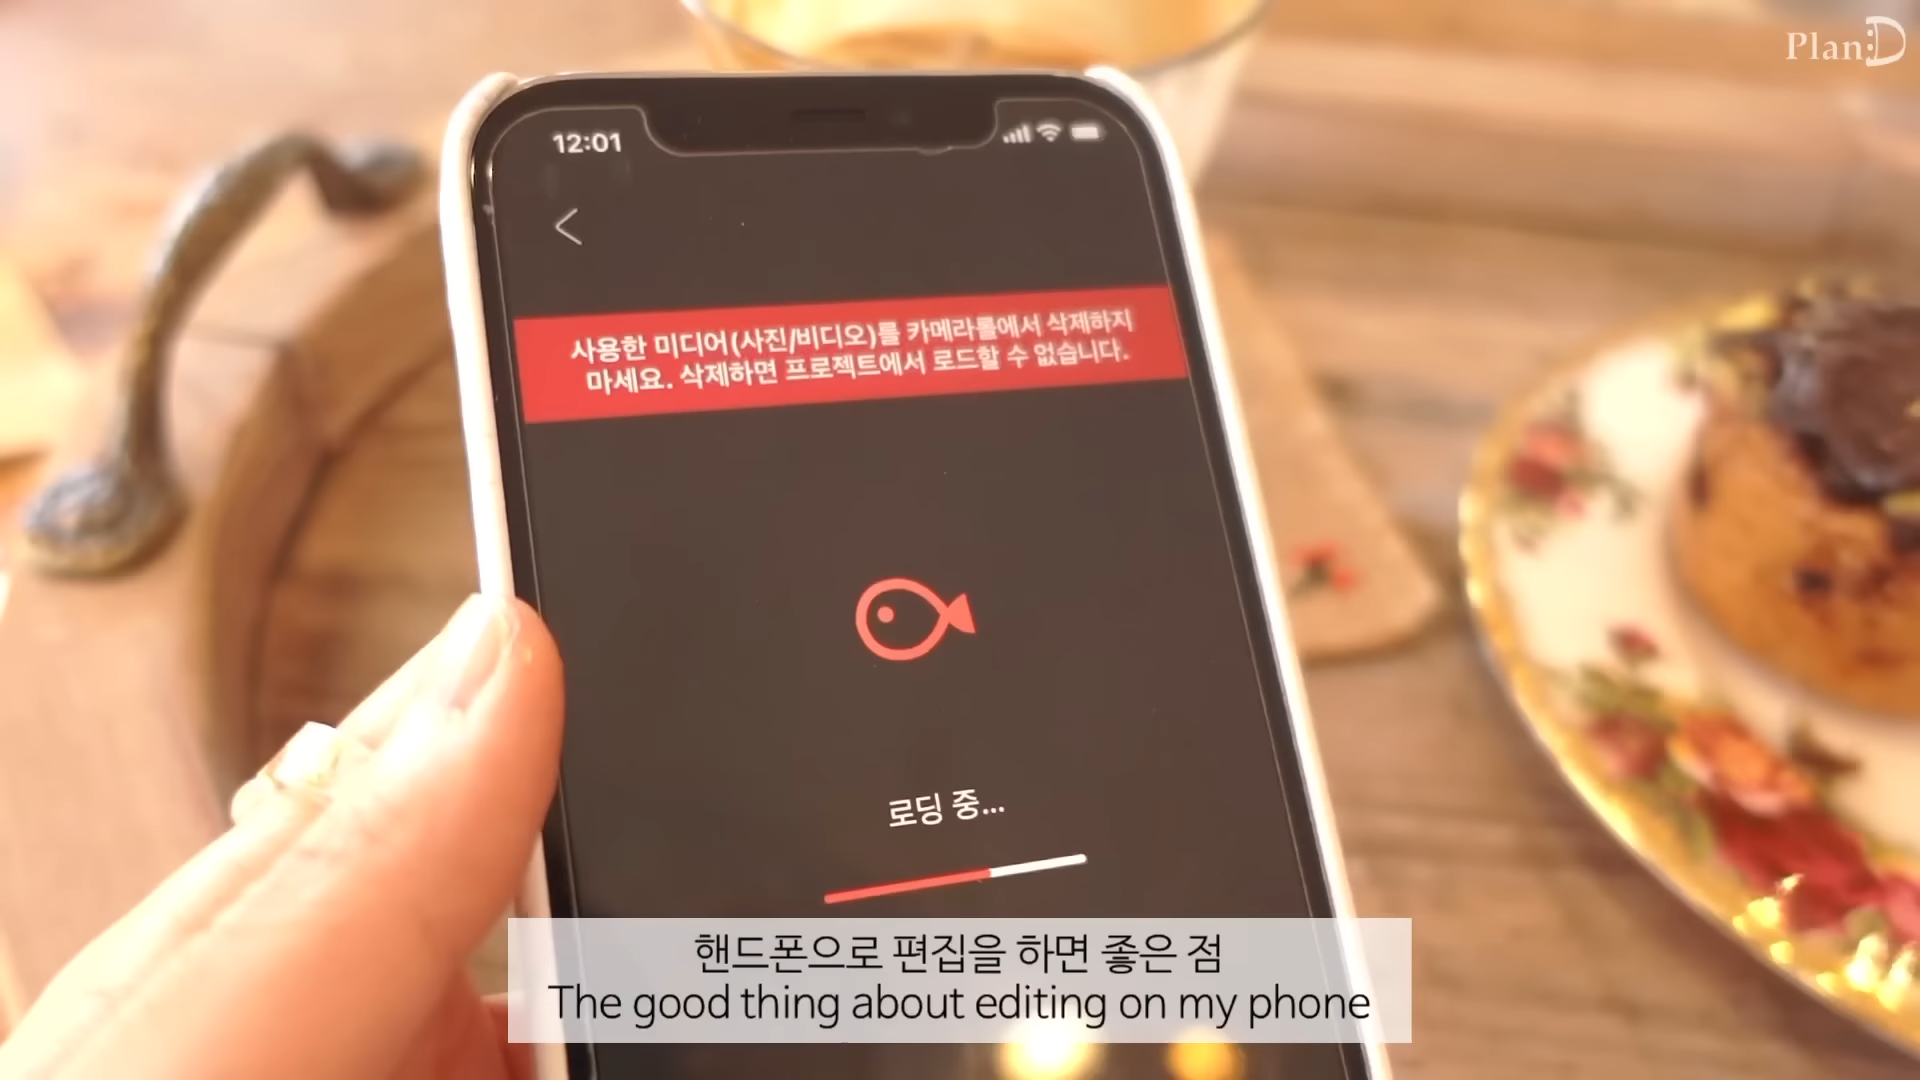 Plan:D
12:01
사용한 미디어(사진/비디오)를 카메라롤에서 삭제하지
마세요. 삭제하면 프로젝트에서 로드할 수 없습니다.
로딩 중...
핸드폰으로 편집을 하면 좋은 점
The good thing about editing on my phone